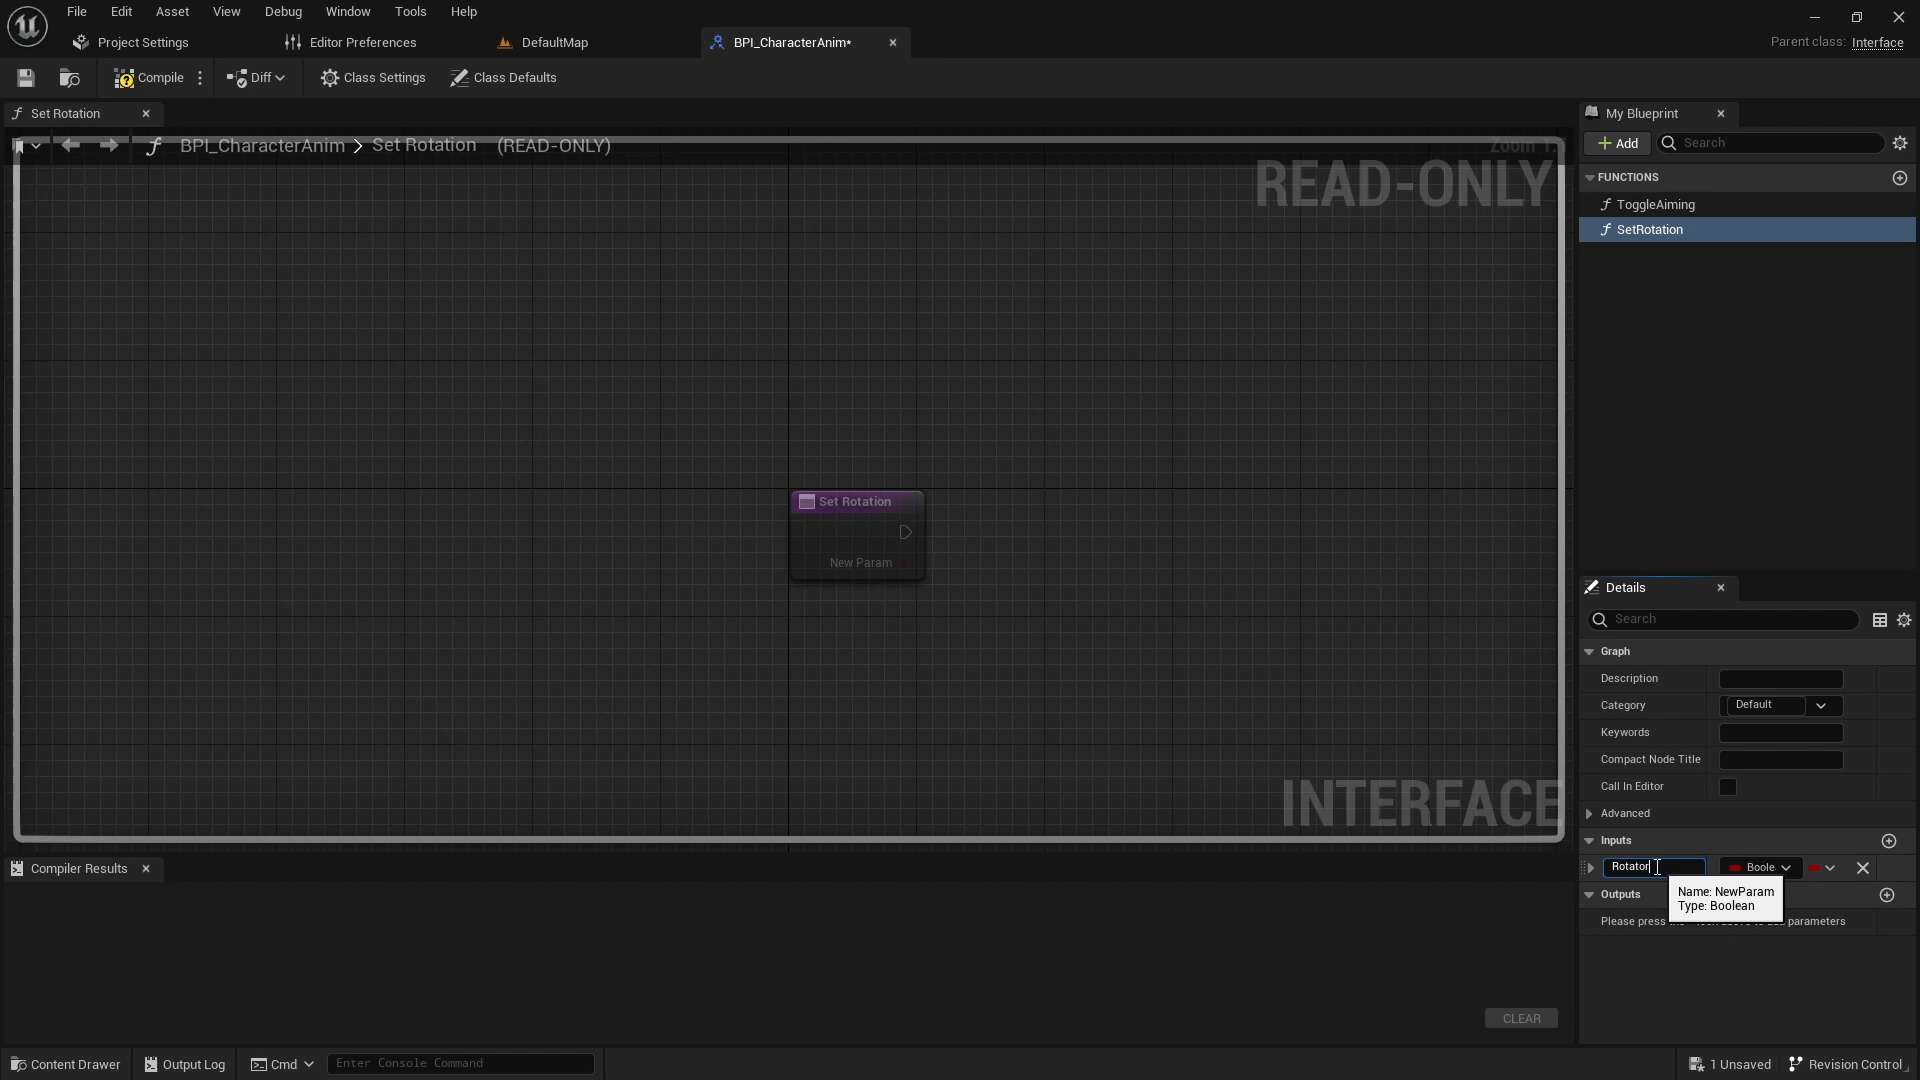 File Edit Asset View Debug Window Tools Help
Project Settings
Editor Preferences
DefaultMap
BPI_CharacterAnim*
Parent class: Interface
Compile
Diff
Class Settings
Class Defaults
Set Rotation
BPI_CharacterAnim > Set Rotation (READ-ONLY)
READ-ONLY
Set Rotation
New Param
INTERFACE
Compiler Results
CLEAR
My Blueprint
Add
Search
FUNCTIONS
ToggleAiming
SetRotation
Details
Search
Graph
Description
Category Default
Keywords
Compact Node Title
Call In Editor
Advanced
Inputs
Rotator Boole
Name: NewParam
Type: Boolean
Outputs
Please press parameters
Content Drawer
Output Log
Cmd
Enter Console Command
1 Unsaved
Revision Control